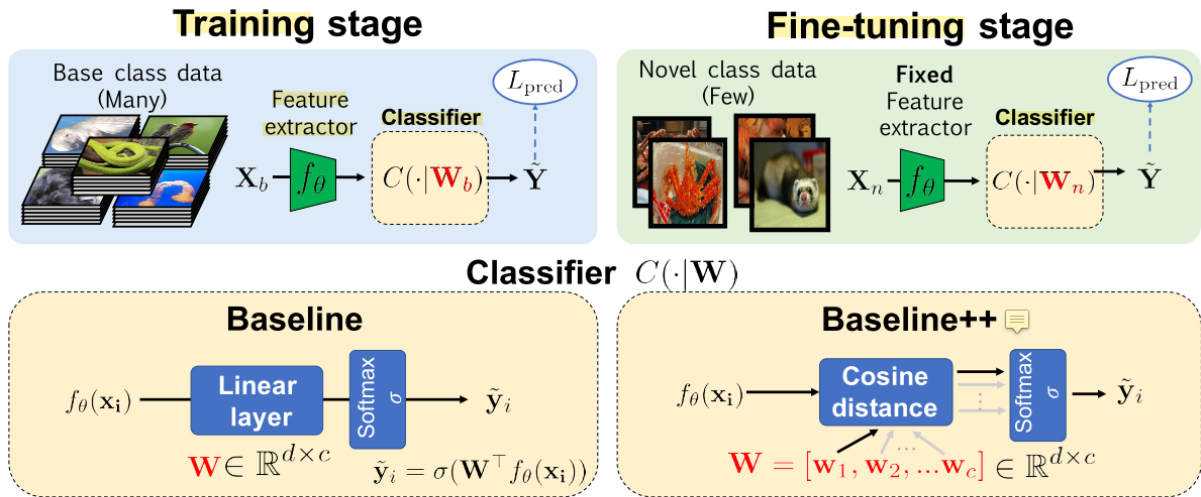 Training stage
Base class data
(Many)
Feature
extractor
Classifier
L_pred
X_b
f_θ
C(·|W_b)
Ỹ
Fine-tuning stage
Novel class data
(Few)
Fixed
Feature
extractor
Classifier
L_pred
X_n
f_θ
C(·|W_n)
Ỹ
Classifier C(·|W)
Baseline
f_θ(x_i)
Linear
layer
Softmax
σ
ỹ_i
W ∈ ℝ^{d×c}
ỹ_i = σ(W^⊤ f_θ(x_i))
Baseline++
f_θ(x_i)
Cosine
distance
Softmax
σ
ỹ_i
W = [w_1, w_2, ...w_c] ∈ ℝ^{d×c}